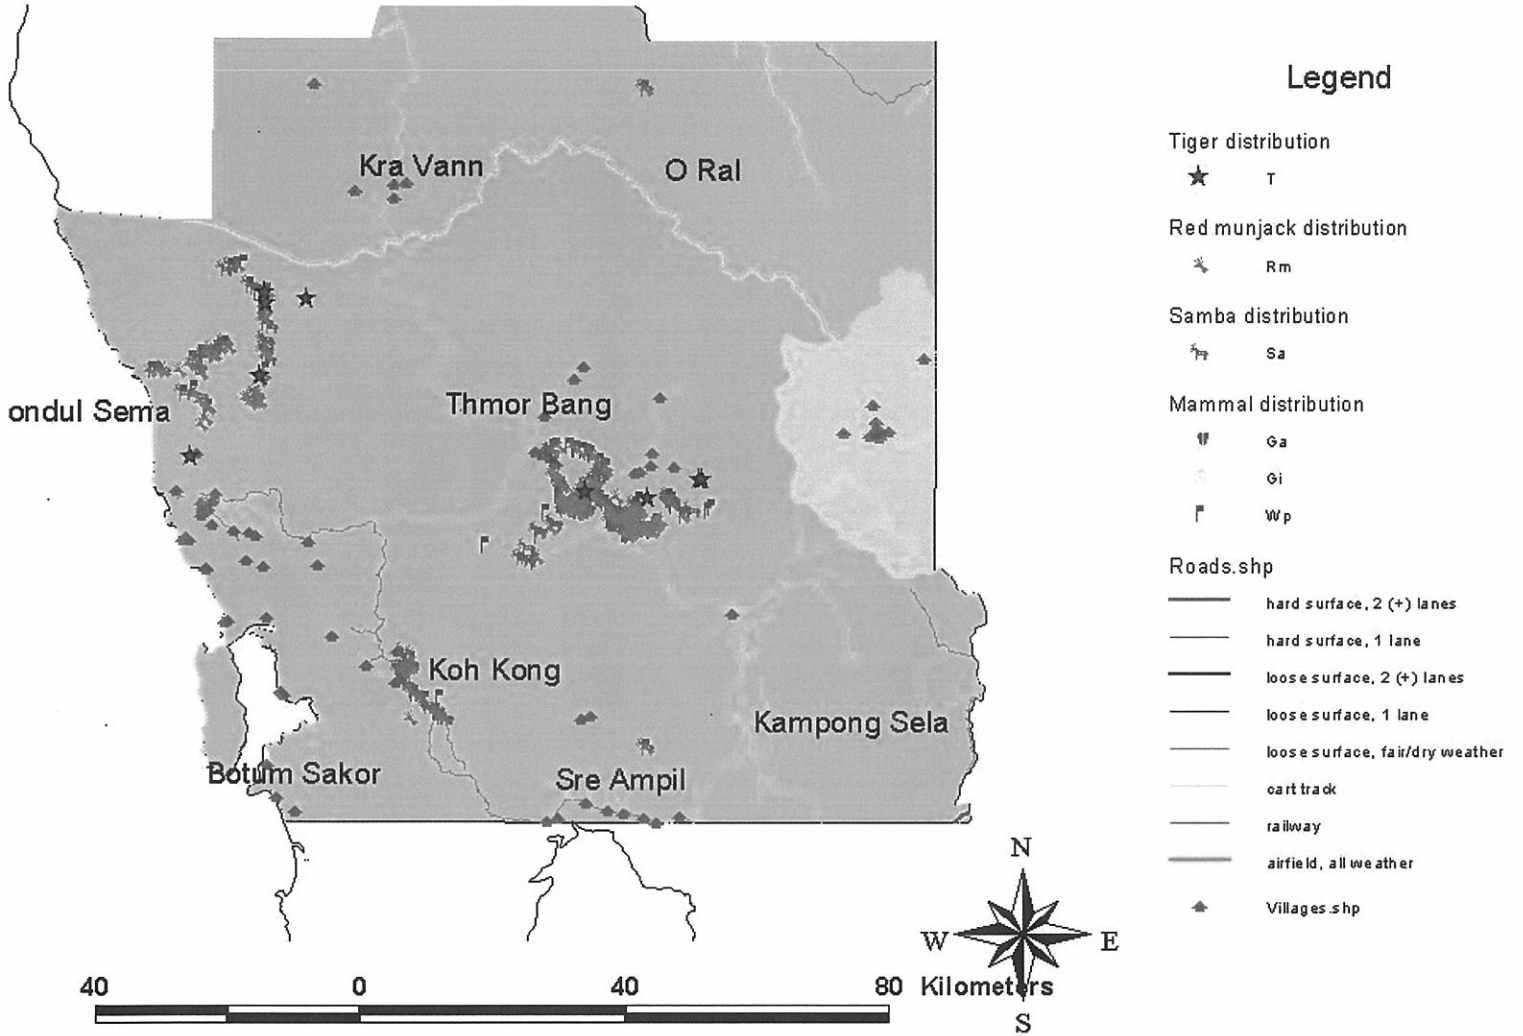 Legend
Tiger distribution
T
Red munjack distribution
Rm
Samba distribution
Sa
Mammal distribution
Ga
Gi
Wp
Roads.shp
hard surface, 2 (+) lanes
hard surface, 1 lane
loose surface, 2 (+) lanes
loose surface, 1 lane
loose surface, fair/dry weather
cart track
railway
airfield, all weather
Villages.shp
Kra Vann
O Ral
Thmor Bang
ondul Sema
Koh Kong
Kampong Sela
Botum Sakor
Sre Ampil
N
W E
S
40 0 40 80 Kilometers